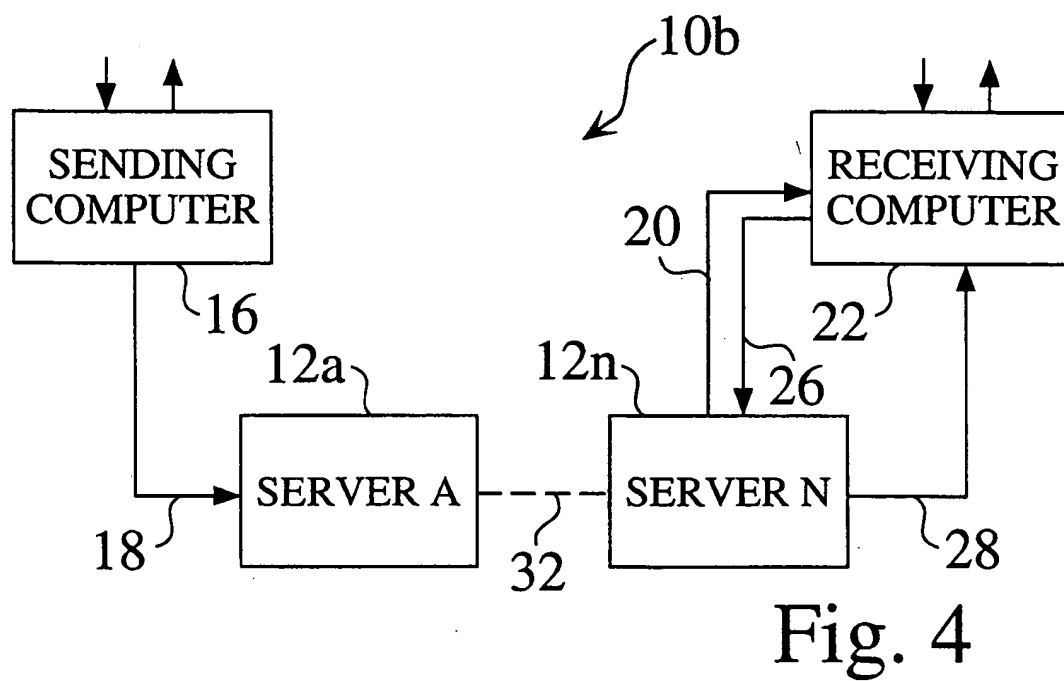 10b
SENDING
COMPUTER
RECEIVING
COMPUTER
20
16
22
12a
12n
26
SERVER A
SERVER N
18
32
28
Fig. 4